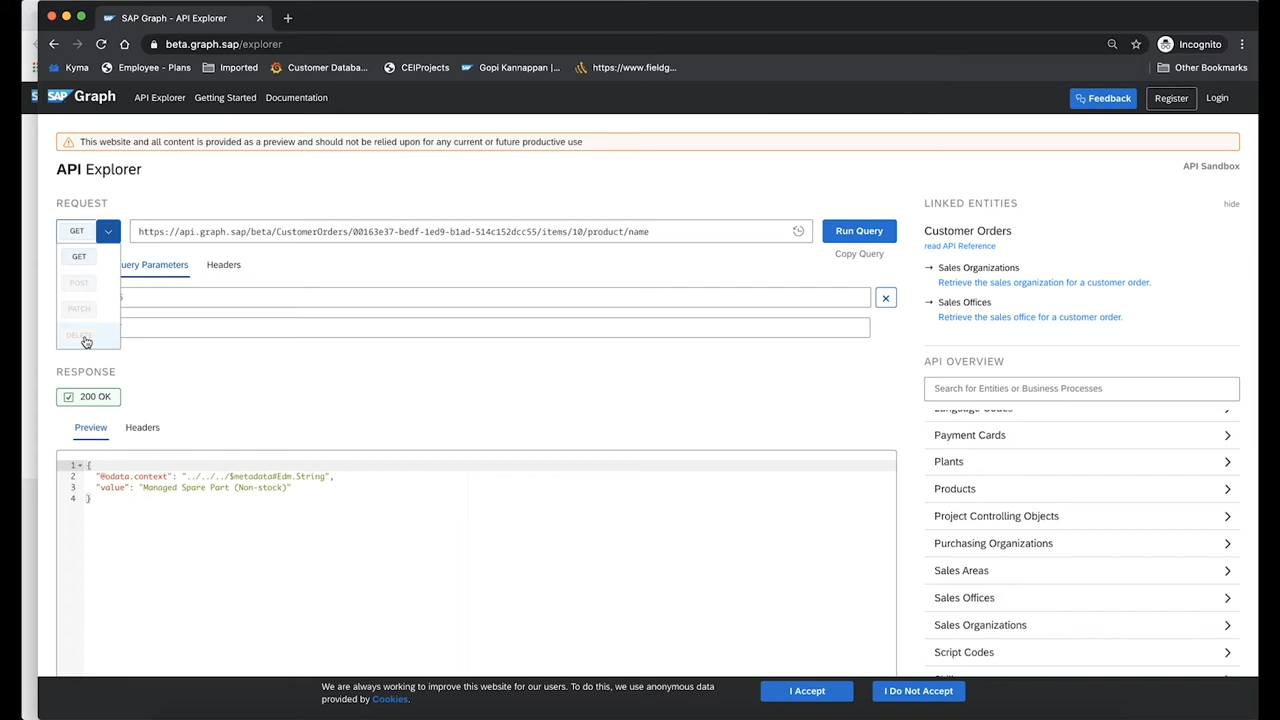 SAP Graph - API Explorer
beta.graph.sap/explorer
Incognito
Kyma
Employee - Plans
Imported
Customer Databa...
CEIProjects
Gopi Kannappan |...
https://www.fieldg...
Other Bookmarks
SAP Graph
API Explorer
Getting Started
Documentation
Feedback
Register
Login
This website and all content is provided as a preview and should not be relied upon for any current or future productive use
API Explorer
API Sandbox
REQUEST
GET
https://api.graph.sap/beta/CustomerOrders/00163e37-bedf-1ed9-b1ad-514c152dcc55/items/10/product/name
Run Query
Copy Query
GET
POST
PATCH
DELETE
Parameters
Headers
RESPONSE
200 OK
Preview
Headers
1 {
2 "@odata.context": "../../../$metadata#Edm.String",
3 "value": "Managed Spare Part (Non-stock)"
4 }
LINKED ENTITIES
hide
Customer Orders
read API Reference
→ Sales Organizations
Retrieve the sales organization for a customer order.
→ Sales Offices
Retrieve the sales office for a customer order.
API OVERVIEW
Search for Entities or Business Processes
Language Codes
Payment Cards
Plants
Products
Project Controlling Objects
Purchasing Organizations
Sales Areas
Sales Offices
Sales Organizations
Script Codes
We are always working to improve this website for our users. To do this, we use anonymous data
provided by Cookies.
I Accept
I Do Not Accept